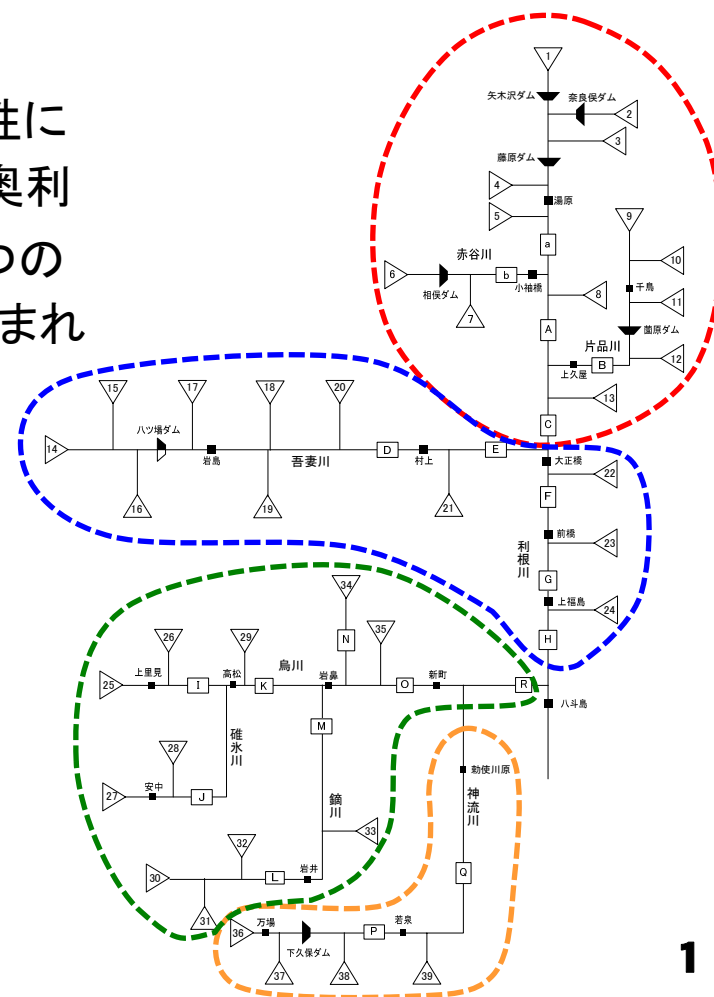 性に
奥利
つの
まれ
1
矢木沢ダム
奈良俣ダム
2
3
藤原ダム
4
湯原
5
9
a
赤谷川
10
6
b
千鳥
相俣ダム
小袖橋
8
11
7
A
薗原ダム
片品川
12
上久屋
B
13
C
15
17
18
20
八ツ場ダム
14
岩島
吾妻川
D
村上
E
大正橋
22
16
19
21
F
前橋
23
利根川
G
上福島
24
H
34
26
29
N
35
烏川
上里見
高松
岩鼻
新町
25
I
K
O
R
八斗島
M
碓氷川
28
安中
27
J
勅使川原
神流川
鏑川
33
32
岩井
30
L
Q
31
万場
若泉
36
下久保ダム
P
37
38
39
1